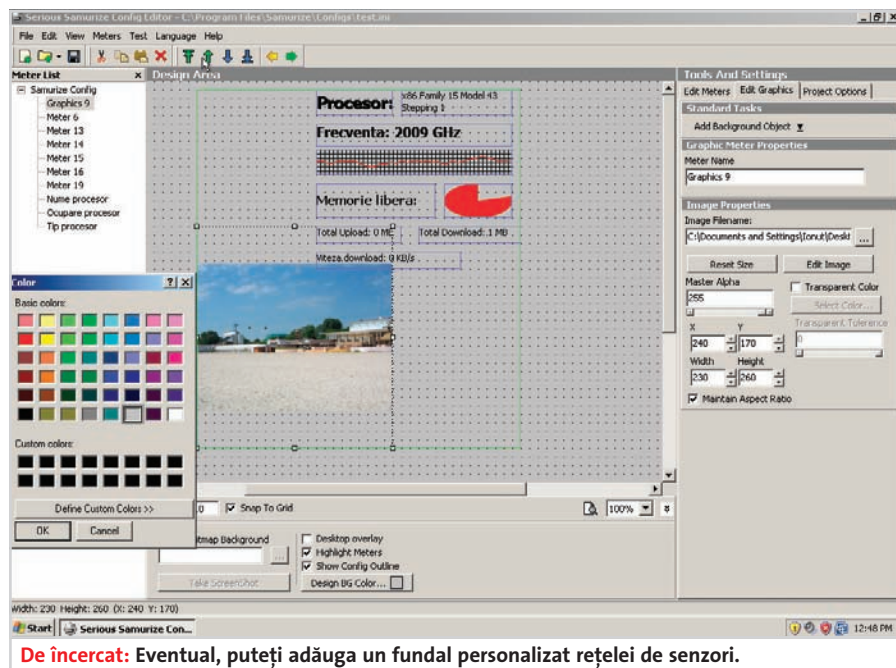 Serious Samurize Config Editor - C:\Program Files\Samurize\Configs\test.ini
File Edit View Meters Test Language Help
Meter List
Samurize Config
Graphics 9
Meter 6
Meter 13
Meter 14
Meter 15
Meter 16
Meter 19
Nume procesor
Ocupare procesor
Tip procesor
Design Area
Procesor:
x86 Family 15 Model 43
Stepping 1
Frecventa: 2009 GHz
Memorie libera:
Total Upload: 0 ME
Total Download: .1 MB
Viteza download: 0 KB/s
Tools And Settings
Edit Meters Edit Graphics Project Options
Standard Tasks
Add Background Object
Graphic Meter Properties
Meter Name
Graphics 9
Image Properties
Image Filename:
C:\Documents and Settings\Ionut\Deskt ...
Reset Size Edit Image
Master Alpha
255
Transparent Color
Select Color...
Transparent Tolerence
0
X Y
240 170
Width Height
230 260
Maintain Aspect Ratio
Color
Basic colors:
Custom colors:
Define Custom Colors >>
OK Cancel
.0 Snap To Grid
100%
tmap Background
...
Take ScreenShot
Desktop overlay
Highlight Meters
Show Config Outline
Design BG Color...
Width: 230 Height: 260 (X: 240 Y: 170)
Start Serious Samurize Con...
12:48 PM
De încercat: Eventual, puteți adăuga un fundal personalizat rețelei de senzori.